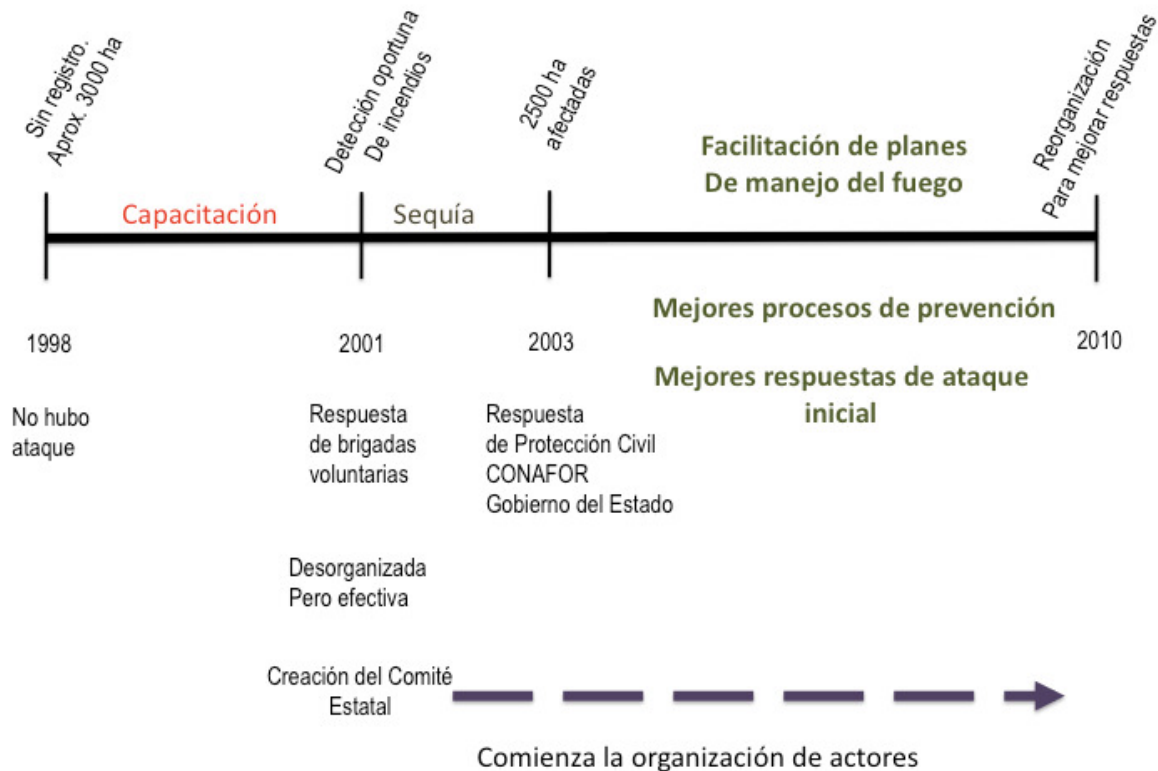 Sin registro.
Aprox. 3000 ha
Detección oportuna
De incendios
2500 ha
afectadas
Facilitación de planes
De manejo del fuego
Reorganización
Para mejorar respuestas
Capacitación
Sequía
Mejores procesos de prevención
1998
2001
2003
2010
Mejores respuestas de ataque
inicial
No hubo
ataque
Respuesta
de brigadas
voluntarias
Respuesta
de Protección Civil
CONAFOR
Gobierno del Estado
Desorganizada
Pero efectiva
Creación del Comité
Estatal
Comienza la organización de actores